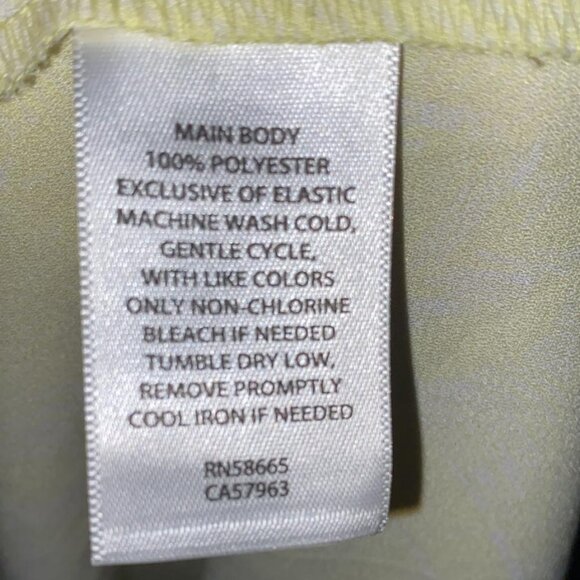 MAIN BODY
100% POLYESTER
EXCLUSIVE OF ELASTIC
MACHINE WASH COLD,
GENTLE CYCLE,
WITH LIKE COLORS
ONLY NON-CHLORINE
BLEACH IF NEEDED
TUMBLE DRY LOW,
REMOVE PROMPTLY
COOL IRON IF NEEDED
RN58665
CA57963